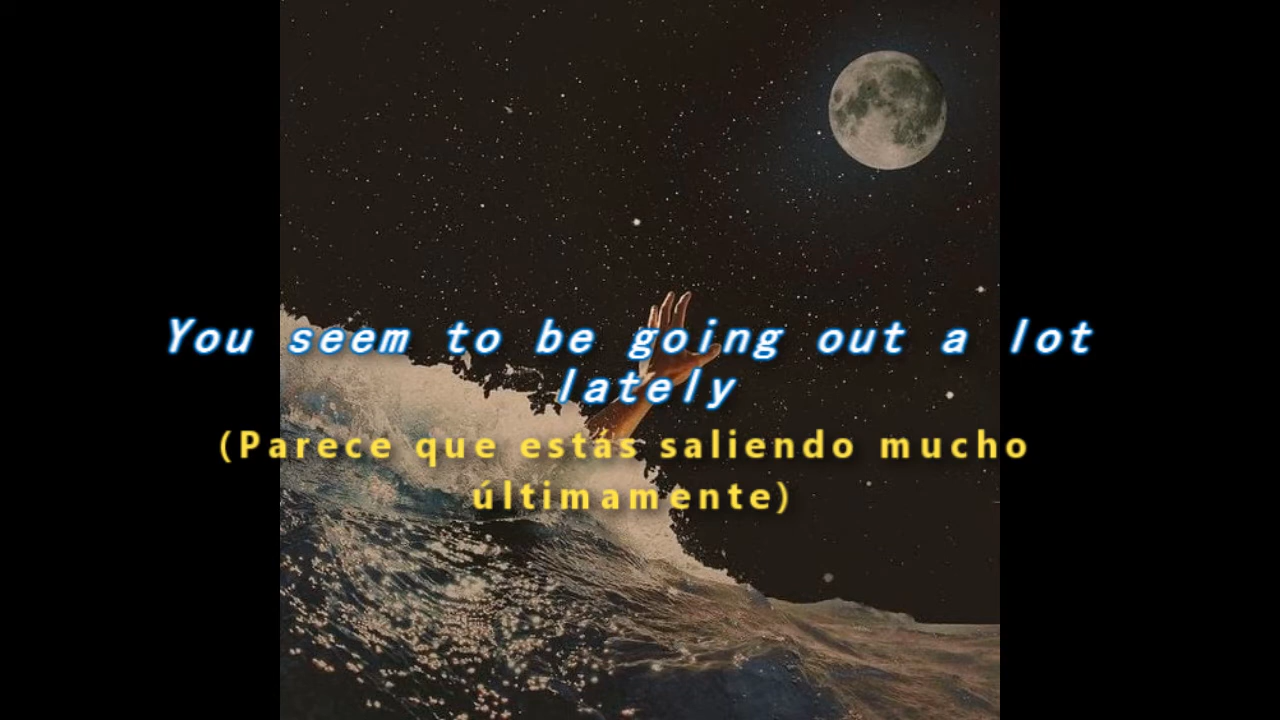 You seem to be going out a lot
lately
(Parece que estás saliendo mucho
últimamente)